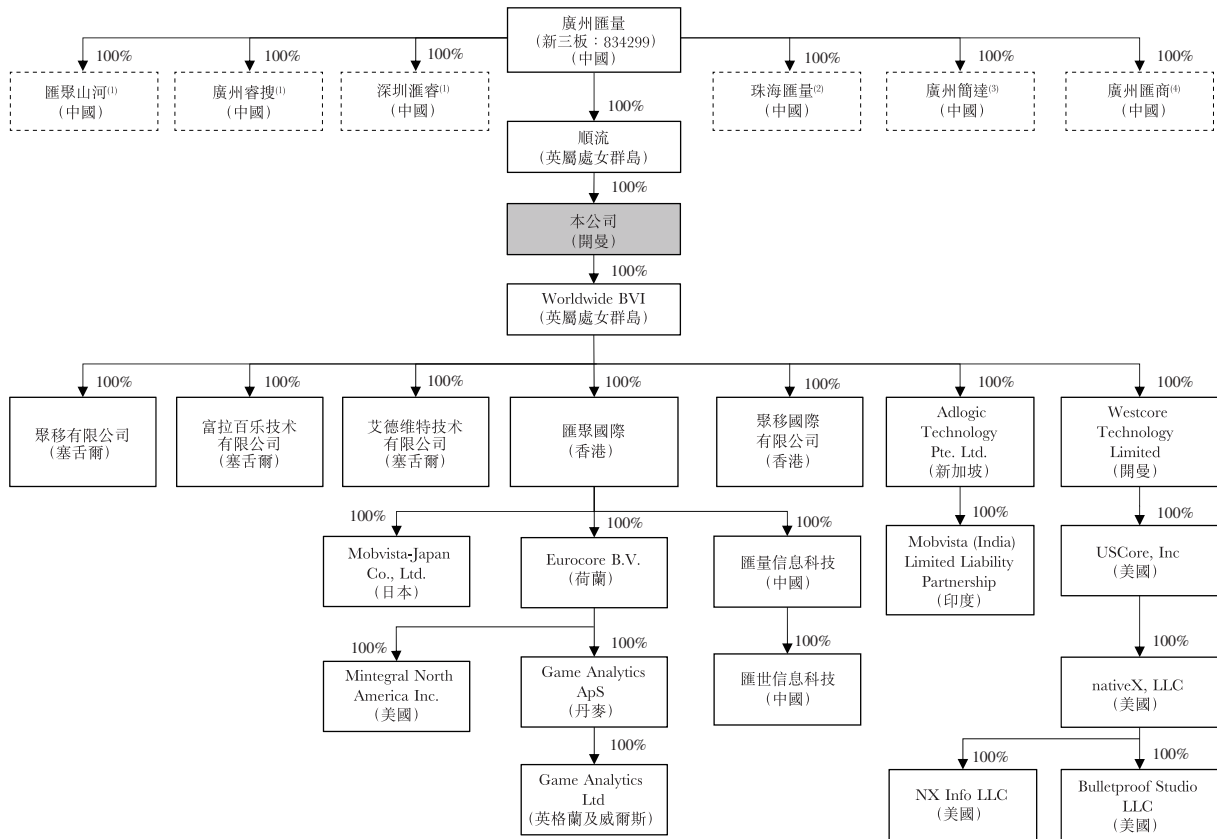 廣州匯量
(新三板：834299)
(中國)
100%
100%
100%
100%
100%
100%
匯聚山河(1)
(中國)
廣州睿搜(1)
(中國)
深圳滙睿(1)
(中國)
珠海匯量(2)
(中國)
廣州簡達(3)
(中國)
廣州匯商(4)
(中國)
100%
順流
(英屬處女群島)
100%
本公司
(開曼)
100%
Worldwide BVI
(英屬處女群島)
100%
100%
100%
100%
100%
100%
100%
聚移有限公司
(塞舌爾)
富拉百乐技术
有限公司
(塞舌爾)
艾德维特技术
有限公司
(塞舌爾)
匯聚國際
(香港)
聚移國際
有限公司
(香港)
Adlogic
Technology
Pte. Ltd.
(新加坡)
Westcore
Technology
Limited
(開曼)
100%
100%
100%
100%
100%
Mobvista-Japan
Co., Ltd.
(日本)
Eurocore B.V.
(荷蘭)
匯量信息科技
(中國)
Mobvista (India)
Limited Liability
Partnership
(印度)
USCore, Inc
(美國)
100%
100%
100%
100%
Mintegral North
America Inc.
(美國)
Game Analytics
ApS
(丹麥)
匯世信息科技
(中國)
nativeX, LLC
(美國)
100%
100%
100%
Game Analytics
Ltd
(英格蘭及威爾斯)
NX Info LLC
(美國)
Bulletproof Studio
LLC
(美國)